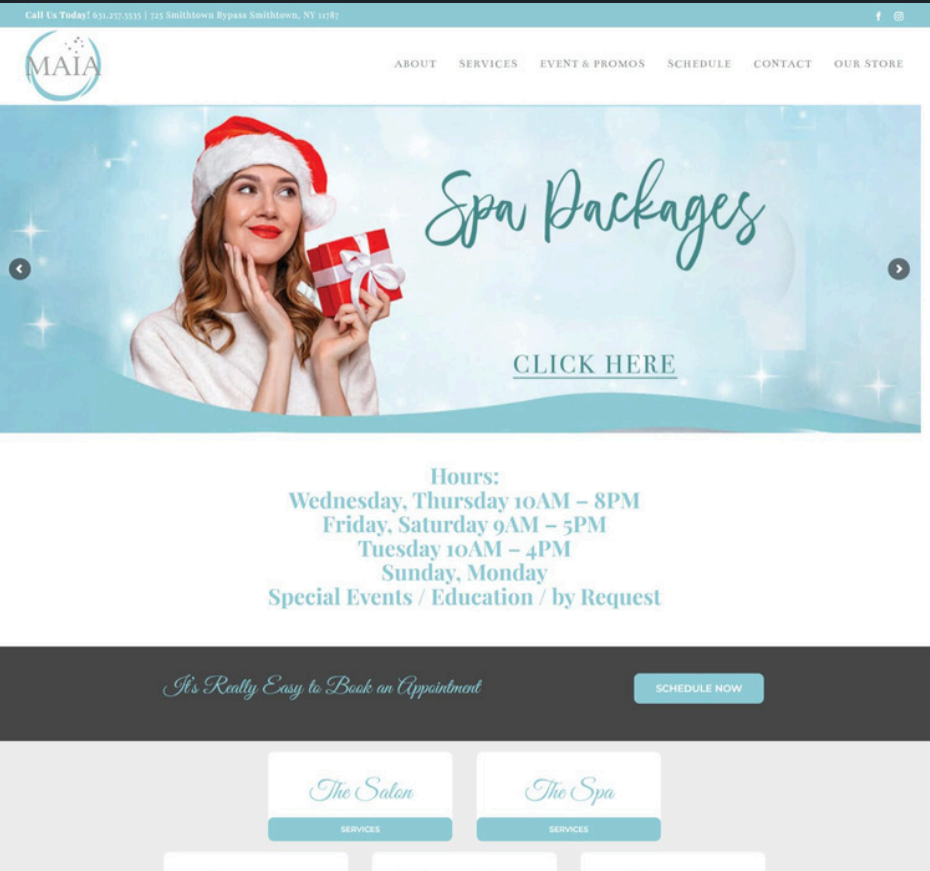 Call Us Today! 631.257.5535 | 725 Smithtown Bypass Smithtown, NY 11787
MAIA
ABOUT SERVICES EVENT & PROMOS SCHEDULE CONTACT OUR STORE
Spa Packages
CLICK HERE
Hours:
Wednesday, Thursday 10AM – 8PM
Friday, Saturday 9AM – 5PM
Tuesday 10AM – 4PM
Sunday, Monday
Special Events / Education / by Request
It's Really Easy to Book an Appointment
SCHEDULE NOW
The Salon The Spa
SERVICES SERVICES